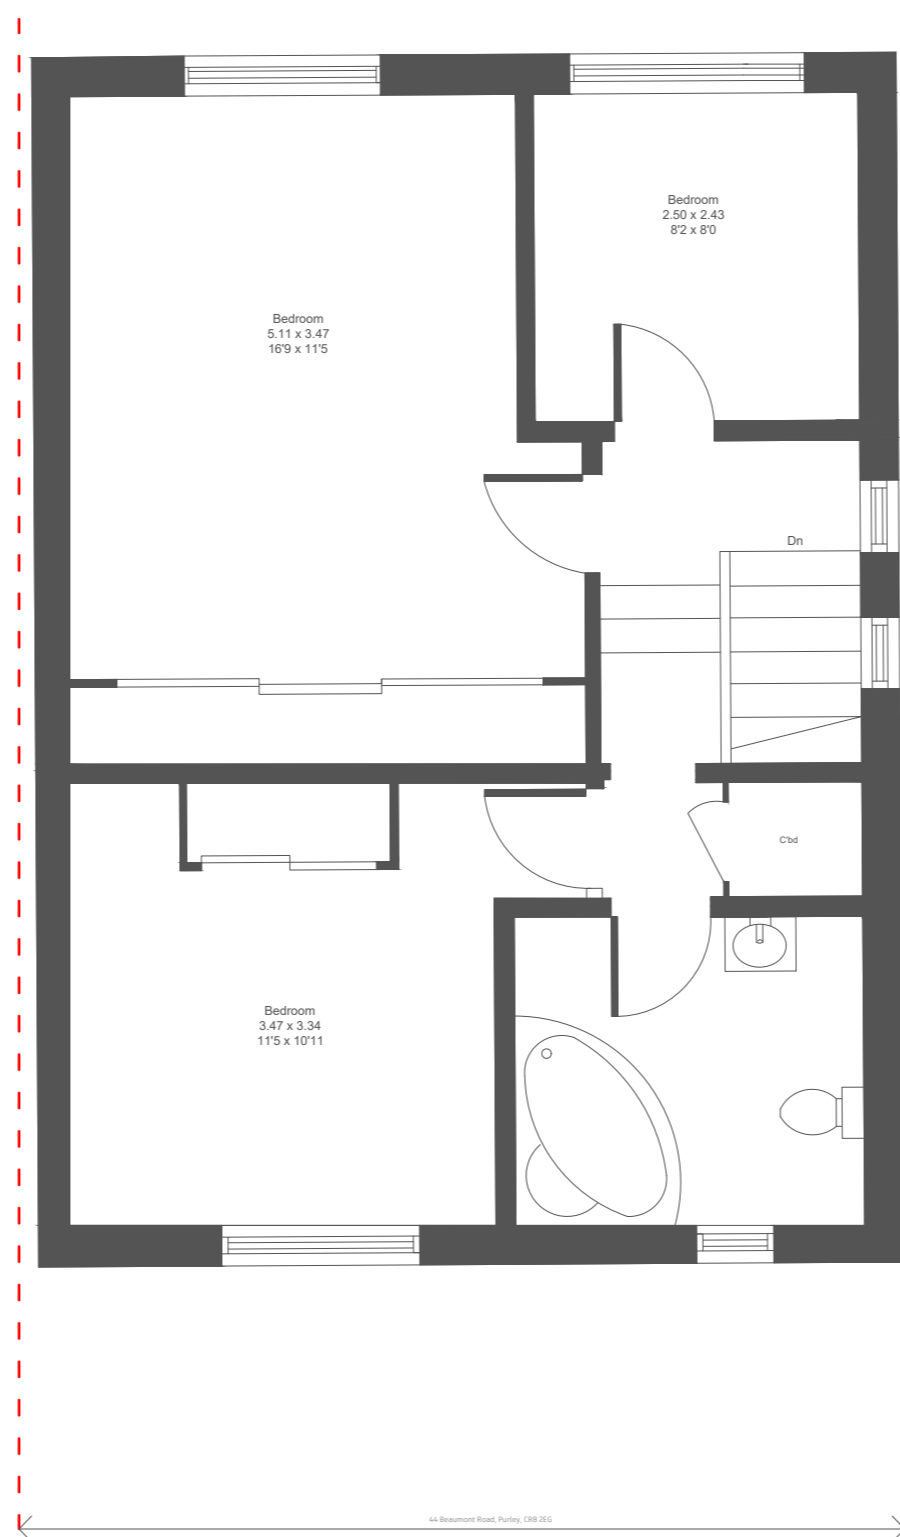 Bedroom
2.50 x 2.43
8'2 x 8'0
Bedroom
5.11 x 3.47
16'9 x 11'5
Dn
C'bd
Bedroom
3.47 x 3.34
11'5 x 10'11
44 Beaumont Road, Purley, CR8 2EG